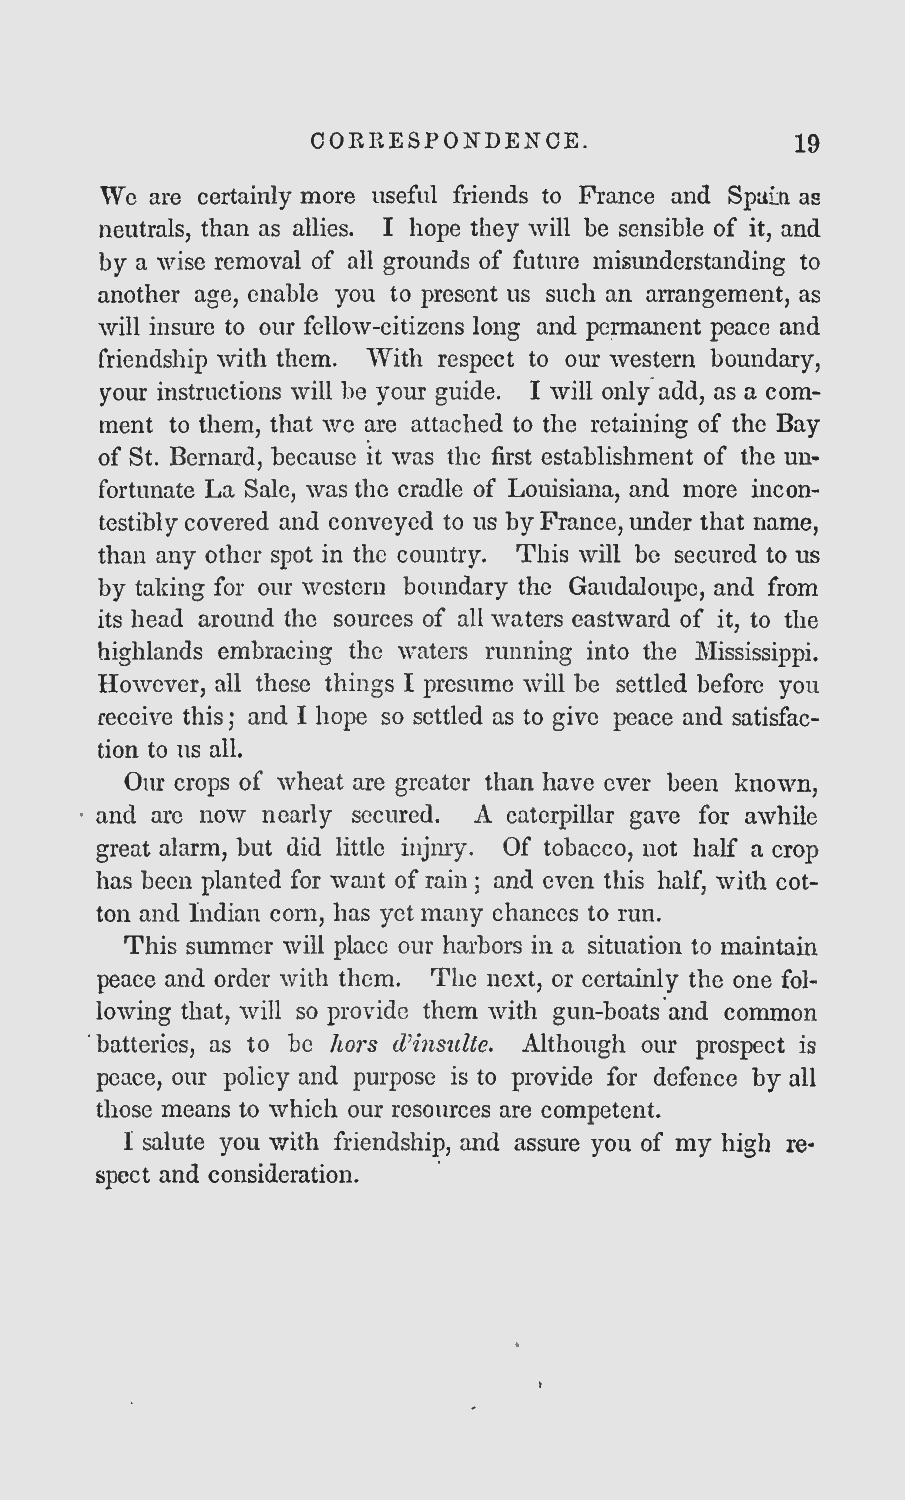 CORRESPONDENCE. 19
We are certainly more useful friends to France and Spain as
neutrals, than as allies. I hope they will be sensible of it, and
by a wise removal of all grounds of future misunderstanding to
another age, enable you to present us such an arrangement, as
will insure to our fellow-citizens long and permanent peace and
friendship with them. With respect to our western boundary,
your instructions will be your guide. I will only add, as a com-
ment to them, that we are attached to the retaining of the Bay
of St. Bernard, because it was the first establishment of the un-
fortunate La Sale, was the cradle of Louisiana, and more incon-
testibly covered and conveyed to us by France, under that name,
than any other spot in the country. This will be secured to us
by taking for our western boundary the Gaudaloupe, and from
its head around the sources of all waters eastward of it, to the
highlands embracing the waters running into the Mississippi.
However, all these things I presume will be settled before you
receive this; and I hope so settled as to give peace and satisfac-
tion to us all.
Our crops of wheat are greater than have ever been known,
and are now nearly secured. A caterpillar gave for awhile
great alarm, but did little injury. Of tobacco, not half a crop
has been planted for want of rain; and even this half, with cot-
ton and Indian corn, has yet many chances to run.
This summer will place our harbors in a situation to maintain
peace and order with them. The next, or certainly the one fol-
lowing that, will so provide them with gun-boats and common
batteries, as to be hors d'insulte. Although our prospect is
peace, our policy and purpose is to provide for defence by all
those means to which our resources are competent.
I salute you with friendship, and assure you of my high re-
spect and consideration.